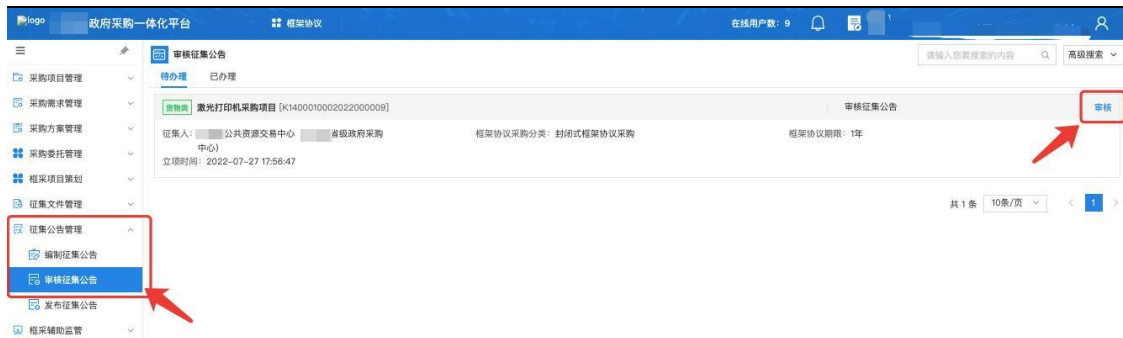 logo 政府采购一体化平台 框架协议 在线用户数：9
审核征集公告 请输入您要搜索的内容 高级搜索
待办理 已办理
采购项目管理
采购需求管理
采购方案管理
采购委托管理
框采项目策划
征集文件管理
征集公告管理
编制征集公告
审核征集公告
发布征集公告
框采辅助监管
货物类 激光打印机采购项目 [K1400010002022000009] 审核征集公告 审核
征集人： 公共资源交易中心 省级政府采购 框架协议采购分类：封闭式框架协议采购 框架协议期限：1年
中心)
立项时间：2022-07-27 17:56:47
共 1 条 10条/页 < 1 >